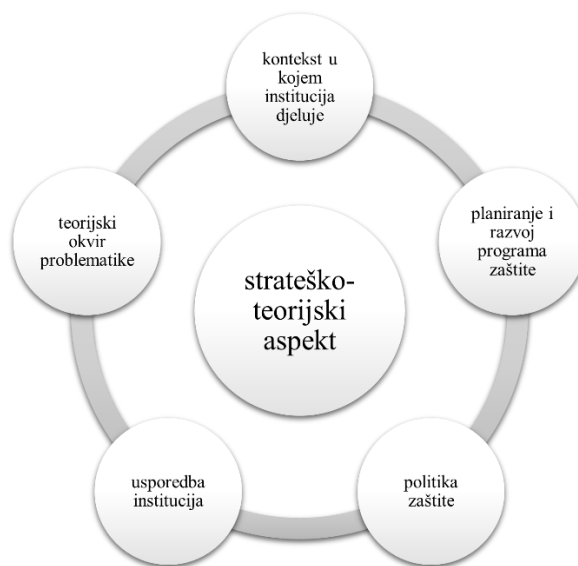 kontekst u
kojem
institucija
djeluje
teorijski
okvir
problematike
planiranje i
razvoj
programa
zaštite
strateško-
teorijski
aspekt
usporedba
institucija
politika
zaštite